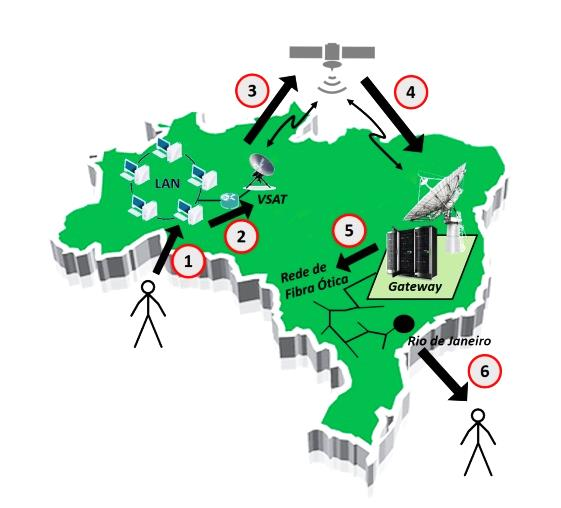 3
4
LAN
VSAT
2
1
5
Rede de
Fibra Ótica
Gateway
Rio de Janeiro
6